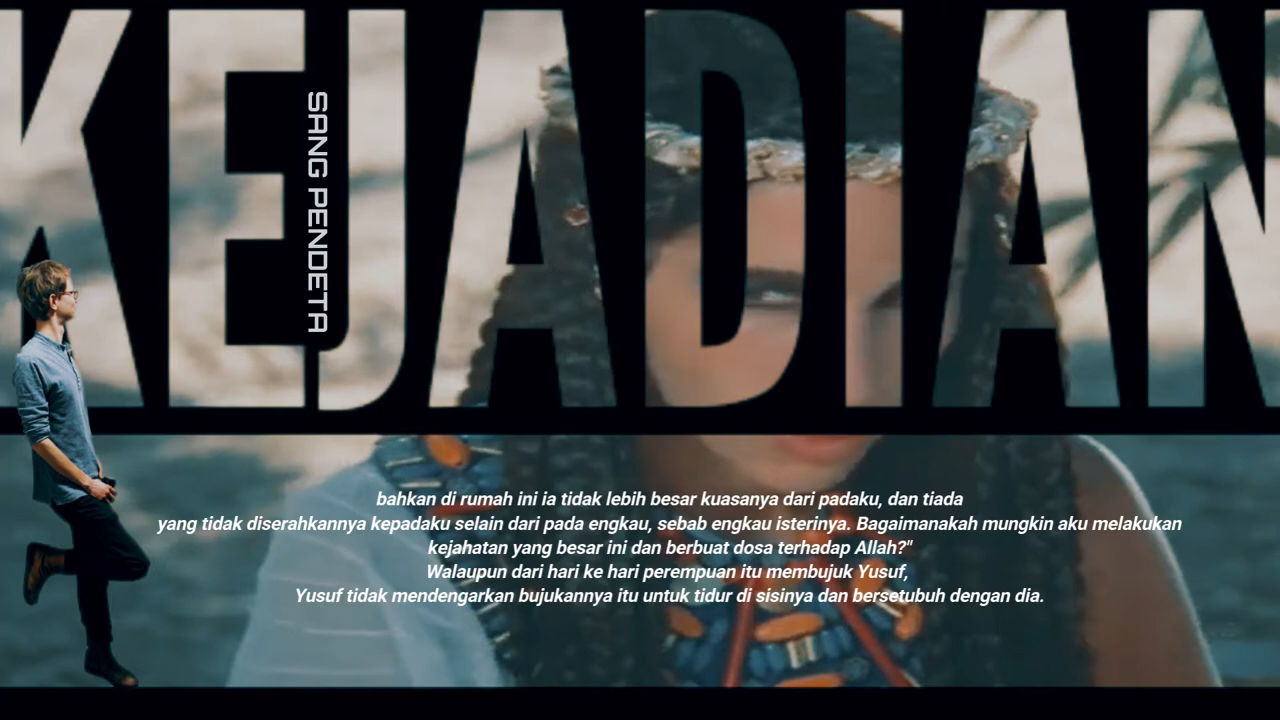 KEJADIAN
SANG PENDETA
bahkan di rumah ini ia tidak lebih besar kuasanya dari padaku, dan tiada
yang tidak diserahkannya kepadaku selain dari pada engkau, sebab engkau isterinya. Bagaimanakah mungkin aku melakukan
kejahatan yang besar ini dan berbuat dosa terhadap Allah?"
Walaupun dari hari ke hari perempuan itu membujuk Yusuf,
Yusuf tidak mendengarkan bujukannya itu untuk tidur di sisinya dan bersetubuh dengan dia.